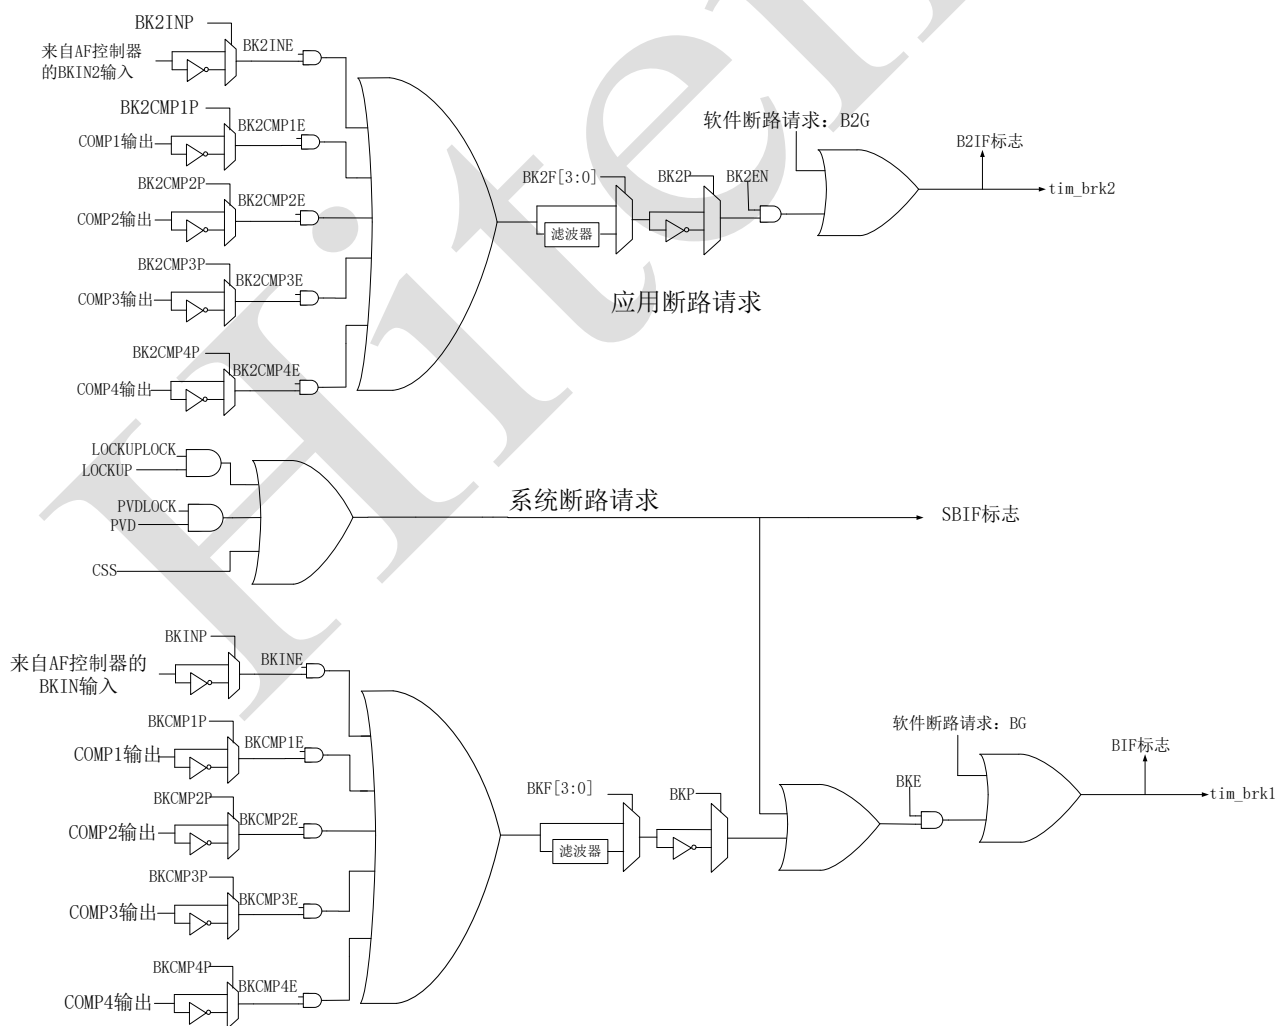 BK2INP
来自AF控制器
的BKIN2输入
BK2INE
BK2CMP1P
COMP1输出
BK2CMP1E
BK2CMP2P
COMP2输出
BK2CMP2E
BK2CMP3P
COMP3输出
BK2CMP3E
BK2CMP4P
COMP4输出
BK2CMP4E
BK2F[3:0]
滤波器
BK2P
BK2EN
软件断路请求: B2G
B2IF标志
tim_brk2
应用断路请求
LOCKUPLOCK
LOCKUP
PVDLOCK
PVD
CSS
系统断路请求
SBIF标志
BKINP
来自AF控制器的
BKIN输入
BKINE
BKCMP1P
COMP1输出
BKCMP1E
BKCMP2P
COMP2输出
BKCMP2E
BKCMP3P
COMP3输出
BKCMP3E
BKCMP4P
COMP4输出
BKCMP4E
BKF[3:0]
滤波器
BKP
BKE
软件断路请求: BG
BIF标志
tim_brk1